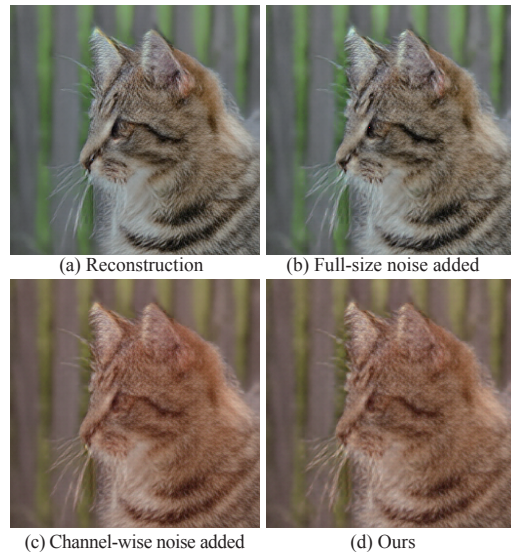 (a) Reconstruction
(b) Full-size noise added
(c) Channel-wise noise added
(d) Ours